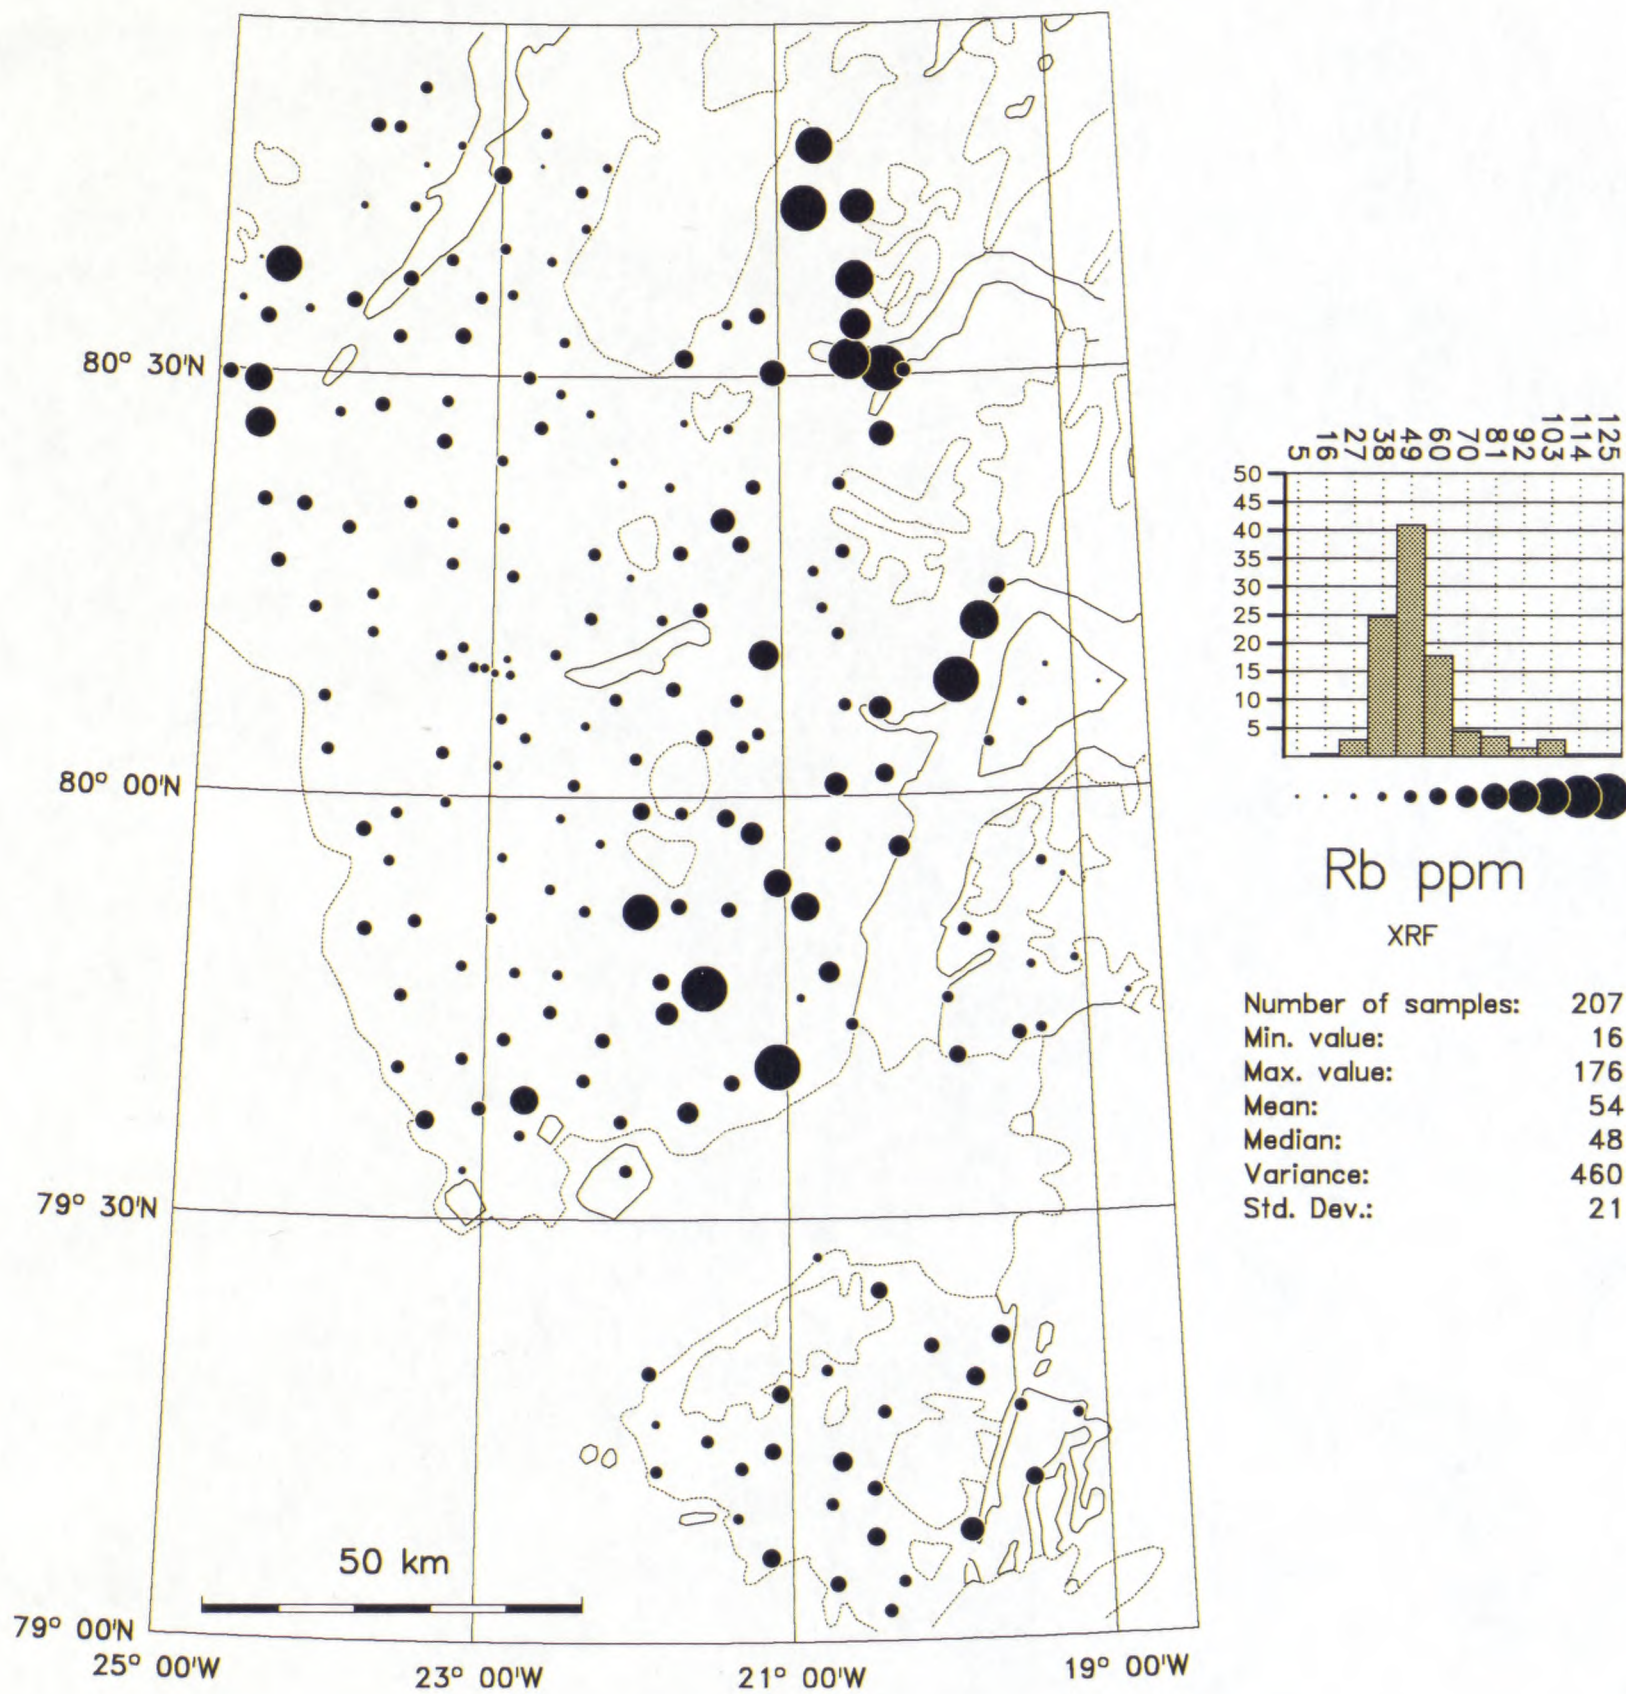 80° 30'N
80° 00'N
79° 30'N
79° 00'N
25° 00'W
23° 00'W
21° 00'W
19° 00'W
50 km
5 16 27 38 49 60 70 81 92 103 114 125
50
45
40
35
30
25
20
15
10
5
Rb ppm
XRF
Number of samples: 207
Min. value: 16
Max. value: 176
Mean: 54
Median: 48
Variance: 460
Std. Dev.: 21